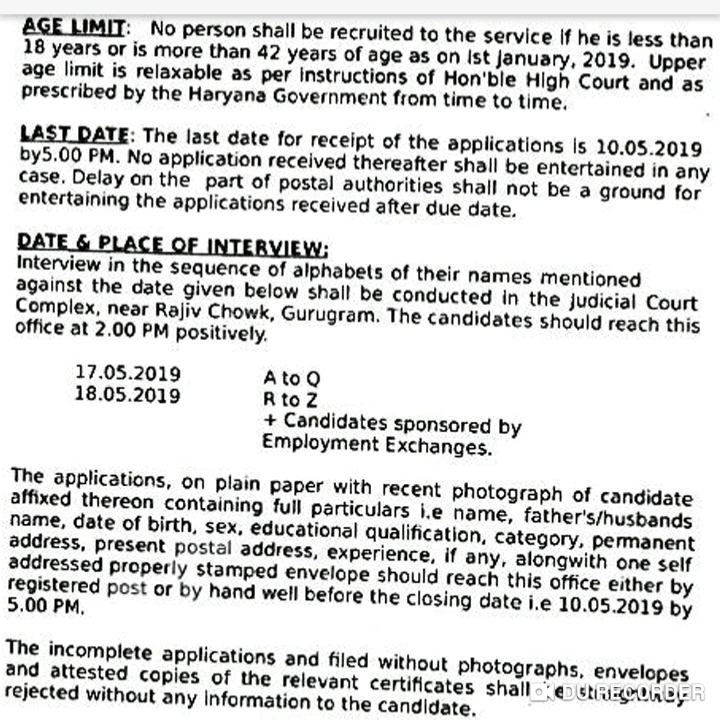 AGE LIMIT: No person shall be recruited to the service if he is less than
18 years or is more than 42 years of age as on Ist January, 2019. Upper
age limit is relaxable as per instructions of Hon'ble High Court and as
prescribed by the Haryana Government from time to time.
LAST DATE: The last date for receipt of the applications is 10.05.2019
by5.00 PM. No application received thereafter shall be entertained in any
case. Delay on the part of postal authorities shall not be a ground for
entertaining the applications received after due date.
DATE & PLACE OF INTERVIEW:
Interview in the sequence of alphabets of their names mentioned
against the date given below shall be conducted in the Judicial Court
Complex, near Rajiv Chowk, Gurugram. The candidates should reach this
office at 2.00 PM positively.
17.05.2019 A to Q
18.05.2019 R to Z
+ Candidates sponsored by
Employment Exchanges.
The applications, on plain paper with recent photograph of candidate
affixed thereon containing full particulars i.e name, father's/husbands
name, date of birth, sex, educational qualification, category, permanent
address, present postal address, experience, if any, alongwith one self
addressed properly stamped envelope should reach this office either by
registered post or by hand well before the closing date i.e 10.05.2019 by
5.00 PM.
The incomplete applications and filed without photographs, envelopes
and attested copies of the relevant certificates shall
rejected without any information to the candidate.
DU RECORDER